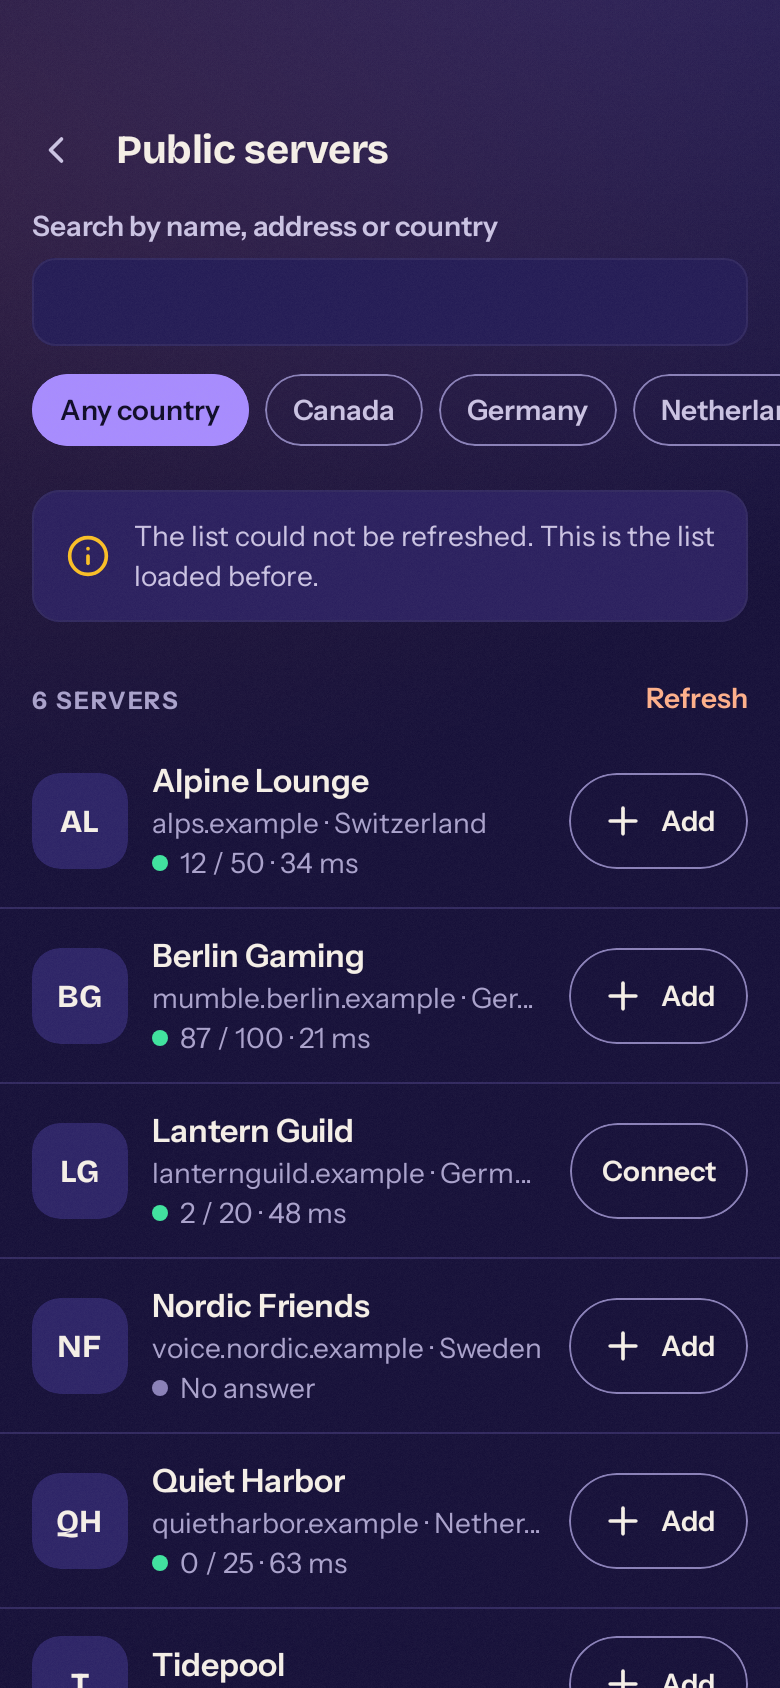 Public servers
Search by name, address or country
Any country
Canada
Germany
Netherlan
The list could not be refreshed. This is the list
loaded before.
6 SERVERS
Refresh
AL
Alpine Lounge
alps.example · Switzerland
12 / 50 · 34 ms
Add
BG
Berlin Gaming
mumble.berlin.example · Ger...
87 / 100 · 21 ms
Add
LG
Lantern Guild
lanternguild.example · Germ...
2 / 20 · 48 ms
Connect
NF
Nordic Friends
voice.nordic.example · Sweden
No answer
Add
QH
Quiet Harbor
quietharbor.example · Nether...
0 / 25 · 63 ms
Add
T
Tidepool
Add